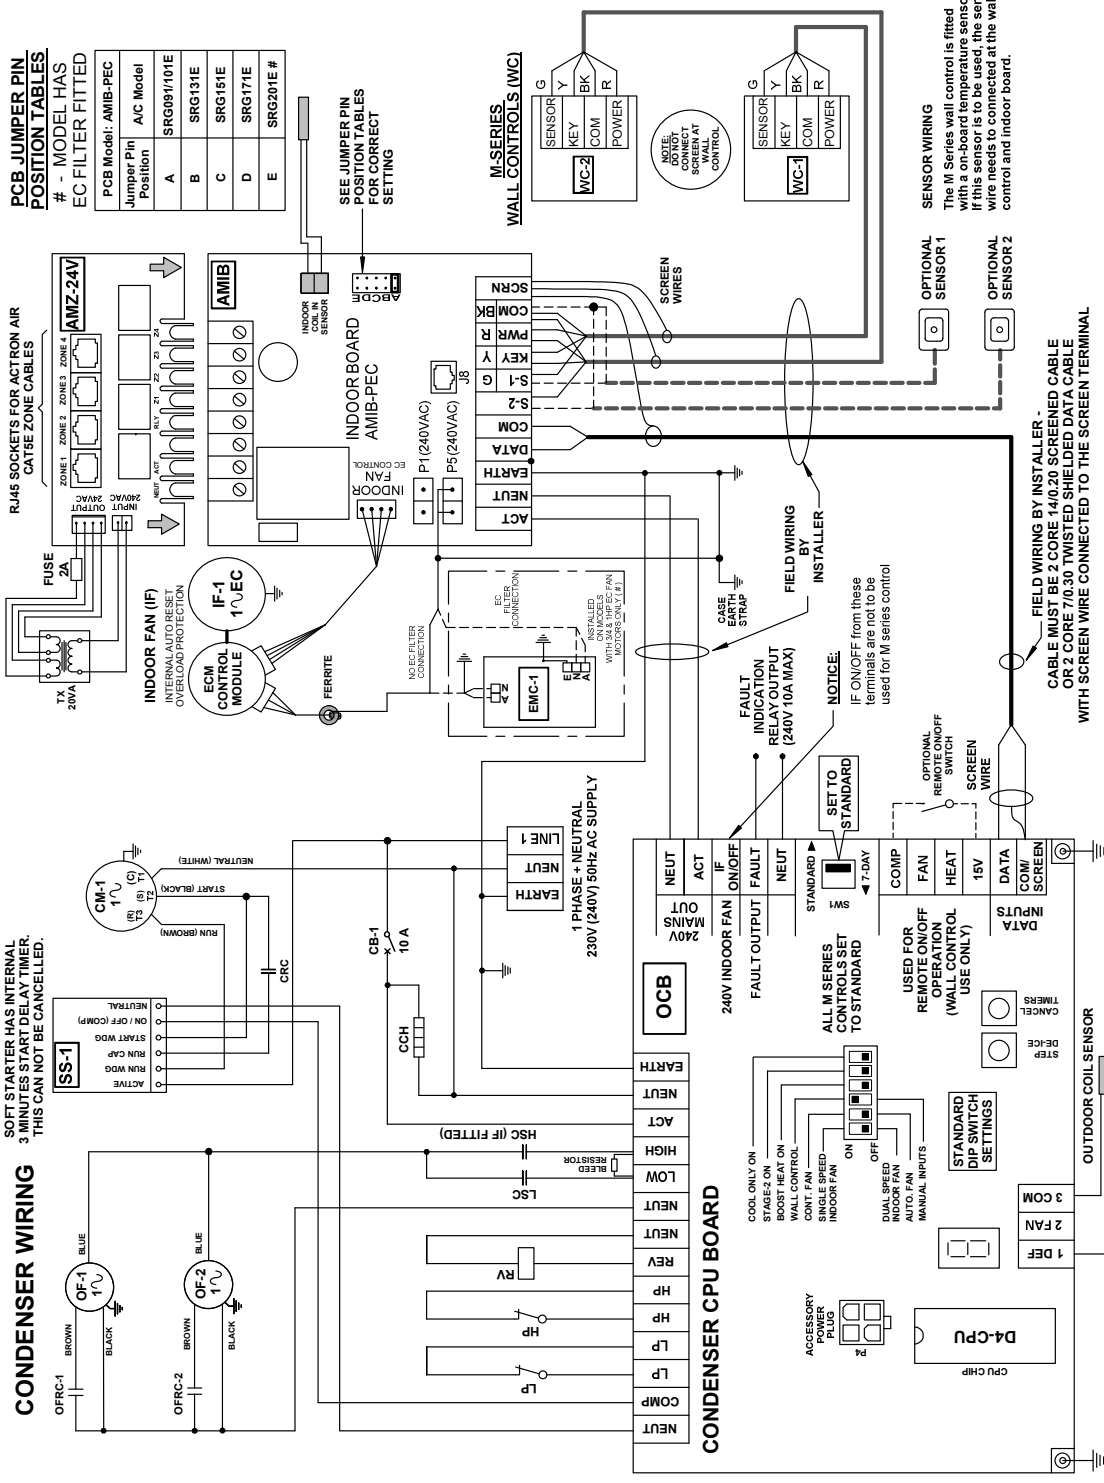 PCB JUMPER PIN
POSITION TABLES
# - MODEL HAS
EC FILTER FITTED
PCB Model: AMIB-PEC
Jumper Pin
Position
A/C Model
A
SRG091/101E
B
SRG131E
C
SRG151E
D
SRG171E
E
SRG201E #
SEE JUMPER PIN
POSITION TABLES
FOR CORRECT
SETTING
M-SERIES
WALL CONTROLS (WC)
SENSOR
KEY
COM
POWER
G
Y
BK
R
WC-2
NOTE:
DO NOT
CONNECT
SCREEN AT
WALL
CONTROL
SENSOR
KEY
COM
POWER
G
Y
BK
R
WC-1
SENSOR WIRING
The M Series wall control is fitted
with a on-board temperature
If this sensor is to be used, the
wire needs to connected at the
control and indoor board.
OPTIONAL
SENSOR 1
OPTIONAL
SENSOR 2
RJ45 SOCKETS FOR ACTRON AIR
CAT5E ZONE CABLES
AMZ-24V
ZONE 1
ZONE 2
ZONE 3
ZONE 4
OUTPUT
24VAC
INPUT
240VAC
NEUT
ACT
RLY
Z1
Z2
Z3
Z4
FUSE
2A
TX
20VA
AMIB
INDOOR
COIL IN
SENSOR
ABCDE
INDOOR BOARD
AMIB-PEC
INDOOR
FAN
EC CONTROL
P1(240VAC)
P5(240VAC)
J8
ACT
NEUT
EARTH
DATA
COM
S-2
S-1
G
KEY
Y
PWR
R
COM
BK
SCRN
SCREEN
WIRES
INDOOR FAN (IF)
INTERNAL AUTO RESET
OVERLOAD PROTECTION
IF-1
1 EC
ECM
CONTROL
MODULE
FERRITE
NO EC FILTER
CONNECTION
EC
FILTER
CONNECTION
INSTALLED
ON MODELS
WITH 3/4 & 1HP EC FAN
MOTORS ONLY ( # )
EMC-1
A
N
E
N
A
CASE
EARTH
STRAP
FIELD WIRING
BY
INSTALLER
FIELD WIRING BY INSTALLER -
CABLE MUST BE 2 CORE 14/0.20 SCREENED CABLE
OR 2 CORE 7/0.30 TWISTED SHIELDED DATA CABLE
WITH SCREEN WIRE CONNECTED TO THE SCREEN TERMINAL
FAULT
INDICATION
RELAY OUTPUT
(240V 10A MAX)
NOTICE:
IF ON/OFF from these
terminals are not to be
used for M series control
SET TO
STANDARD
OPTIONAL
REMOTE ON/OFF
SWITCH
SCREEN
WIRE
CONDENSER WIRING
SOFT STARTER HAS INTERNAL
3 MINUTES START DELAY TIMER.
THIS CAN NOT BE CANCELLED.
SS-1
ACTIVE
RUN WDG
RUN CAP
START WDG
ON / OFF (COMP)
NEUTRAL
CM-1
1
(R)
T3
(S)
T2
(C)
T1
RUN (BROWN)
START (BLACK)
NEUTRAL (WHITE)
CRC
CB-1
10 A
CCH
LINE 1
NEUT
EARTH
1 PHASE + NEUTRAL
230V (240V) 50Hz AC SUPPLY
OF-1
1
BLUE
BROWN
BLACK
OFRC-1
OF-2
1
BLUE
BROWN
BLACK
OFRC-2
HSC (IF FITTED)
LSC
BLEED
RESISTOR
RV
HP
LP
NEUT
COMP
LP
LP
HP
HP
REV
NEUT
NEUT
LOW
HIGH
ACT
NEUT
EARTH
CONDENSER CPU BOARD
OCB
240V
MAINS
OUT
NEUT
ACT
240V INDOOR FAN
IF
ON/OFF
FAULT OUTPUT
FAULT
NEUT
STANDARD
SW1
7-DAY
ALL M SERIES
CONTROLS SET
TO STANDARD
USED FOR
REMOTE ON/OFF
OPERATION
(WALL CONTROL
USE ONLY)
COMP
FAN
HEAT
15V
DATA
INPUTS
DATA
COM/
SCREEN
COOL ONLY ON
STAGE-2 ON
BOOST HEAT ON
WALL CONTROL
CONT. FAN
SINGLE SPEED
INDOOR FAN
ON
OFF
DUAL SPEED
INDOOR FAN
AUTO. FAN
MANUAL INPUTS
STANDARD
DIP SWITCH
SETTINGS
STEP
DE-ICE
CANCEL
TIMERS
ACCESSORY
POWER
PLUG
P4
D4-CPU
CPU CHIP
1 DEF
2 FAN
3 COM
OUTDOOR COIL SENSOR